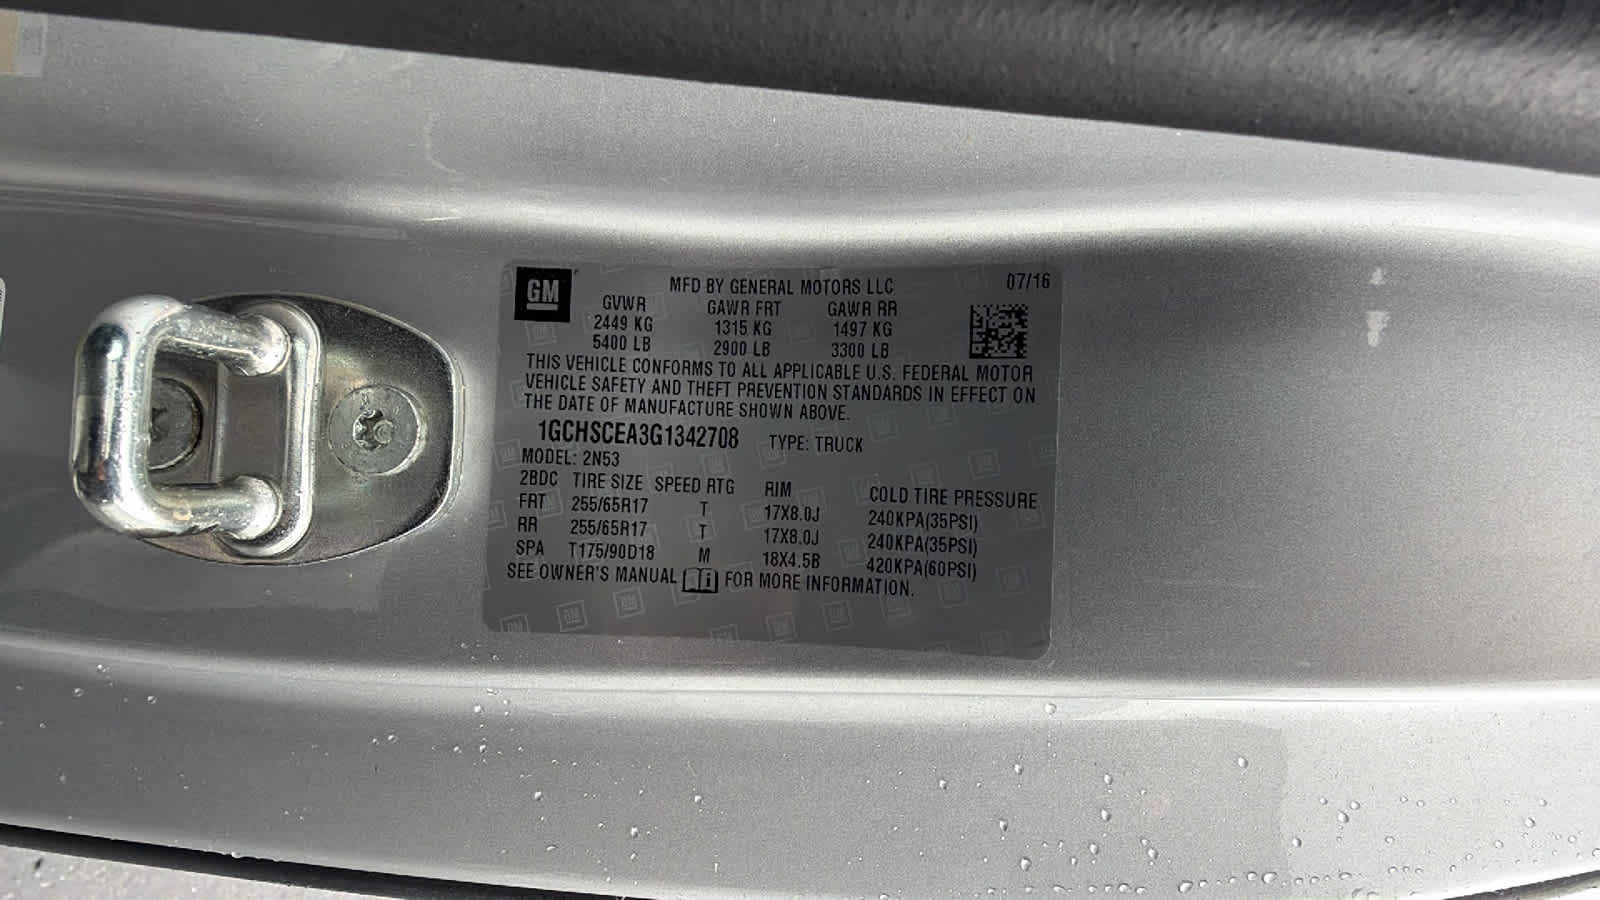 GM
MFD BY GENERAL MOTORS LLC 07/16
GVWR GAWR FRT GAWR RR
2449 KG 1315 KG 1497 KG
5400 LB 2900 LB 3300 LB
THIS VEHICLE CONFORMS TO ALL APPLICABLE U.S. FEDERAL MOTOR
VEHICLE SAFETY AND THEFT PREVENTION STANDARDS IN EFFECT ON
THE DATE OF MANUFACTURE SHOWN ABOVE.
1GCHSCEA3G1342708 TYPE: TRUCK
MODEL: 2N53
2BDC TIRE SIZE SPEED RTG RIM COLD TIRE PRESSURE
FRT 255/65R17 T 17X8.0J 240KPA(35PSI)
RR 255/65R17 T 17X8.0J 240KPA(35PSI)
SPA T175/90D18 M 18X4.5B 420KPA(60PSI)
SEE OWNER'S MANUAL FOR MORE INFORMATION.